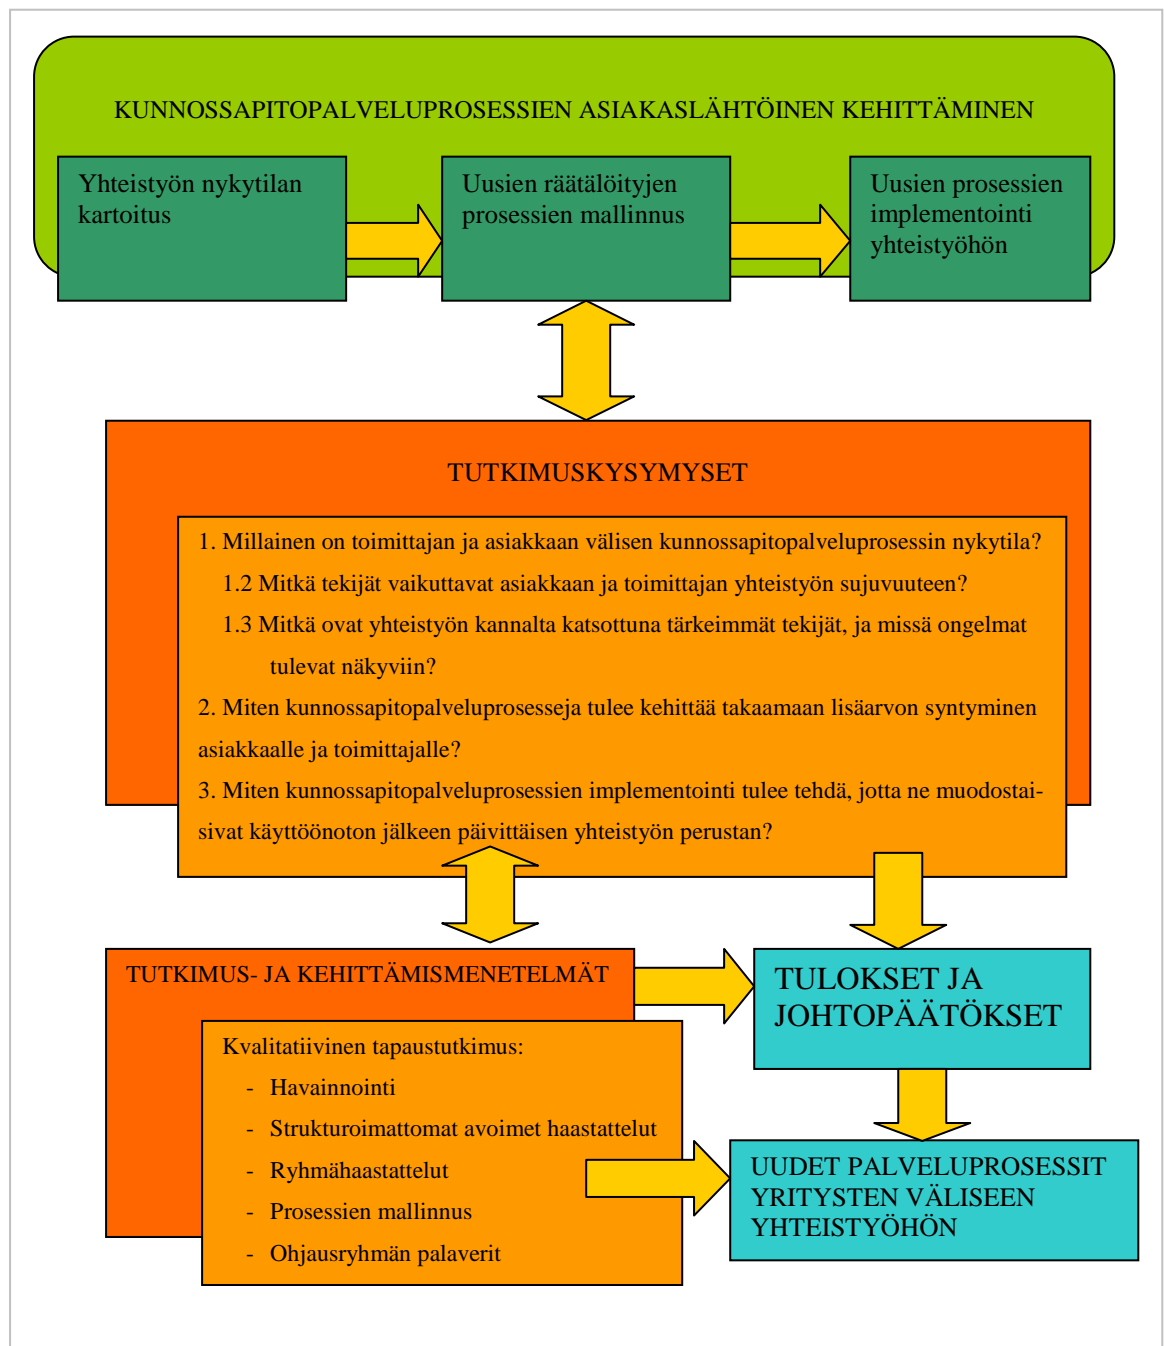 KUNNOSSAPITOPALVELUPROSESSIEN ASIAKASLÄHTÖINEN KEHITTÄMINEN
Yhteistyön nykytilan
kartoitus
Uusien räätälöityjen
prosessien mallinnus
Uusien prosessien
implementointi
yhteistyöhön
TUTKIMUSKYSYMYSET
1. Millainen on toimittajan ja asiakkaan välisen kunnossapitopalveluprosessin nykytila?
1.2 Mitkä tekijät vaikuttavat asiakkaan ja toimittajan yhteistyön sujuvuuteen?
1.3 Mitkä ovat yhteistyön kannalta katsottuna tärkeimmät tekijät, ja missä ongelmat
tulevat näkyviin?
2. Miten kunnossapitopalveluprosesseja tulee kehittää takaamaan lisäarvon syntyminen
asiakkaalle ja toimittajalle?
3. Miten kunnossapitopalveluprosessien implementointi tulee tehdä, jotta ne muodostai-
sivat käyttöönoton jälkeen päivittäisen yhteistyön perustan?
TUTKIMUS- JA KEHITTÄMISMENETELMÄT
Kvalitatiivinen tapaustutkimus:
- Havainnointi
- Strukturoimattomat avoimet haastattelut
- Ryhmähaastattelut
- Prosessien mallinnus
- Ohjausryhmän palaverit
TULOKSET JA
JOHTOPÄÄTÖKSET
UUDET PALVELUPROSESSIT
YRITYSTEN VÄLISEEN
YHTEISTYÖHÖN